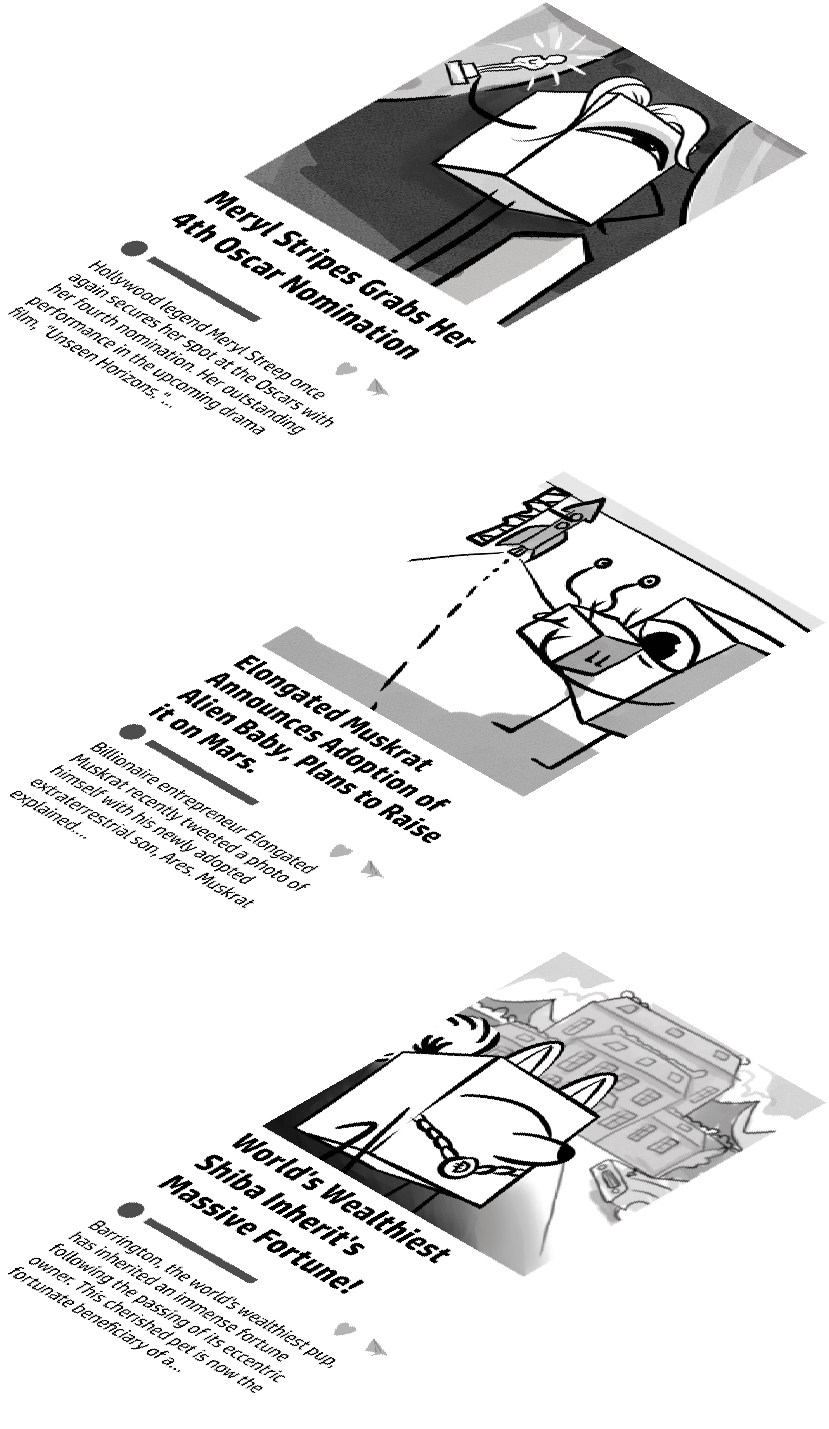 Meryl Stripes Grabs Her
4th Oscar Nomination
Hollywood legend Meryl Streep once
again secures her spot at the Oscars with
her fourth nomination. Her outstanding
performance in the upcoming drama
film, "Unseen Horizons, "...
Elongated Muskrat
Announces Adoption of
Alien Baby, Plans to Raise
it on Mars.
Billionaire entrepreneur Elongated
Muskrat recently tweeted a photo of
himself with his newly adopted
extraterrestrial son, Ares. Muskrat
explained...
World's Wealthiest
Shiba Inherit's
Massive Fortune!
Barrington, the world's wealthiest pup,
has inherited an immense fortune
following the passing of its eccentric
owner. This cherished pet is now the
fortunate beneficiary of a...